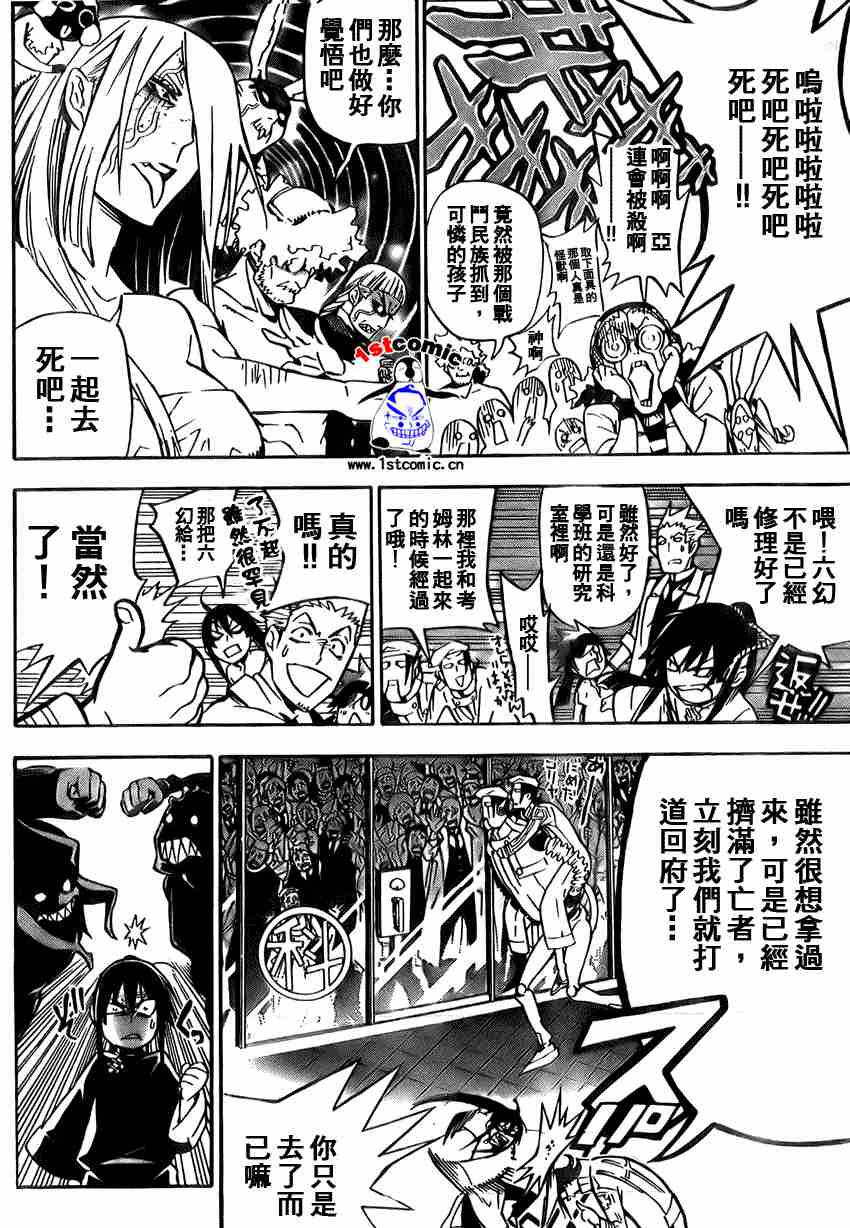 嗚啦啦啦啦啦
死吧死吧死吧
死吧——!!
啊啊啊 亞
連會被殺啊
!!
取下面具的
那個人真是
怪獸啊
竟然被那個戰
鬥民族抓到，
可憐的孩子
神啊
那麼…你
們也做好
覺悟吧
一起去
死吧…
1stcomic
www.1stcomic.cn
喂！六幻
不是已經
修理好了
嗎
雖然好了，
可是還是科
學班的研究
室裡啊
哎哎——
那裡我和考
姆林一起來
的時候經過
了哦！
真的
嗎!!
了不起
雖然很罕見
那把六
幻給…
當然
了！
雖然很想拿過
來，可是已經
擠滿了亡者，
立刻我們就打
道回府了…
科
スパ
你只是
去了而
已嘛